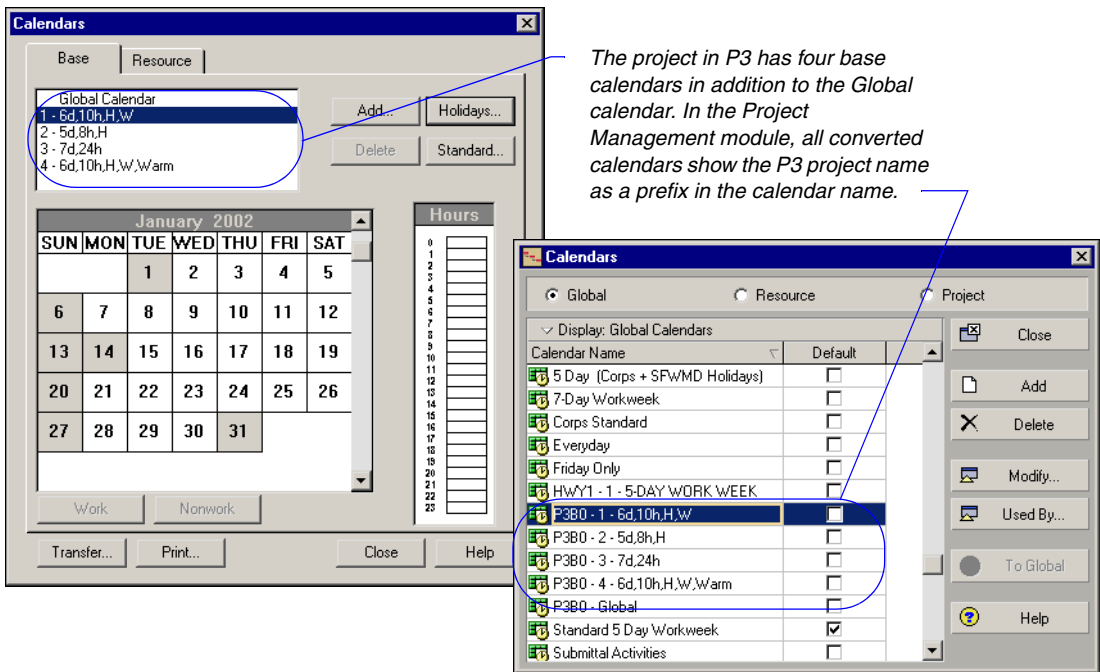 Calendars
Base
Resource
Global Calendar
1 - 6d,10h,H,W
2 - 5d,8h,H
3 - 7d,24h
4 - 6d,10h,H,W,Warm
Add...
Holidays...
Delete
Standard...
January 2002
SUN MON TUE WED THU FRI SAT
1 2 3 4 5
6 7 8 9 10 11 12
13 14 15 16 17 18 19
20 21 22 23 24 25 26
27 28 29 30 31
Hours
0
1
2
3
4
5
6
7
8
9
10
11
12
13
14
15
16
17
18
19
20
21
22
23
Work
Nonwork
Transfer...
Print...
Close
Help
The project in P3 has four base
calendars in addition to the Global
calendar. In the Project
Management module, all converted
calendars show the P3 project name
as a prefix in the calendar name.
Calendars
Global
Resource
Project
Display: Global Calendars
Calendar Name
Default
5 Day (Corps + SFWMD Holidays)
7-Day Workweek
Corps Standard
Everyday
Friday Only
HWY1 - 1 - 5-DAY WORK WEEK
P3B0 - 1 - 6d,10h,H,W
P3B0 - 2 - 5d,8h,H
P3B0 - 3 - 7d,24h
P3B0 - 4 - 6d,10h,H,W,Warm
P3B0 - Global
Standard 5 Day Workweek
Submittal Activities
Close
Add
Delete
Modify...
Used By...
To Global
Help